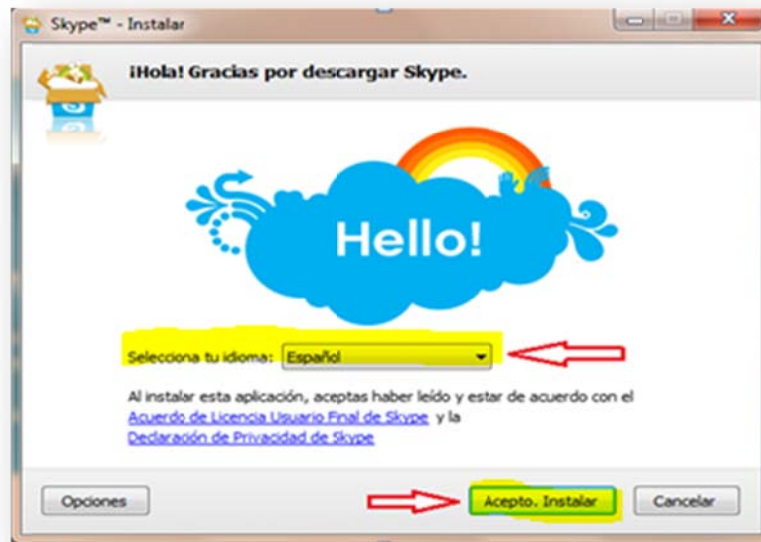 Skype™ - Instalar
¡Hola! Gracias por descargar Skype.
Hello!
Selecciona tu idioma: Español
Al instalar esta aplicación, aceptas haber leído y estar de acuerdo con el
Acuerdo de Licencia Usuario Final de Skype y la
Declaración de Privacidad de Skype
Opciones Acepto. Instalar Cancelar